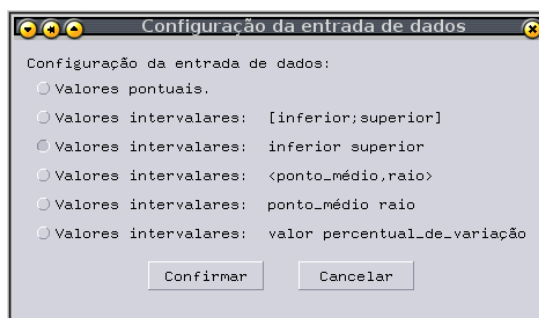 Configuração da entrada de dados
Configuração da entrada de dados:
Valores pontuais.
Valores intervalares: [inferior;superior]
Valores intervalares: inferior superior
Valores intervalares: <ponto_médio,raio>
Valores intervalares: ponto_médio raio
Valores intervalares: valor percentual_de_variação
Confirmar Cancelar